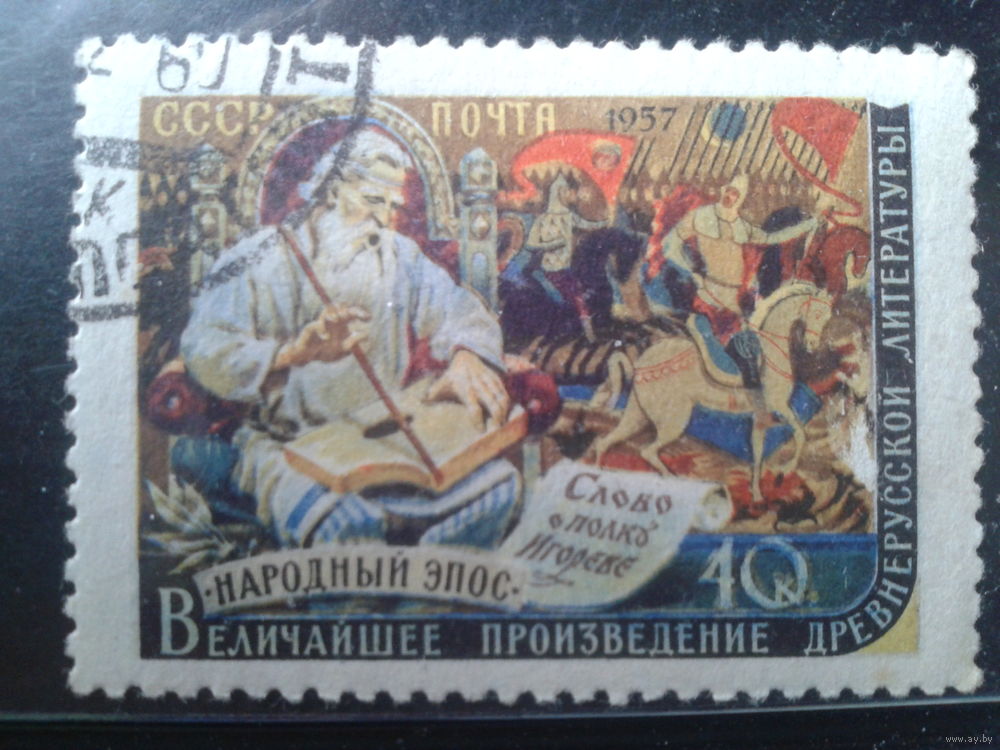 СССР ПОЧТА 1957
Слово
о полку
Игореве
40к
·НАРОДНЫЙ ЭПОС·
ВЕЛИЧАЙШЕЕ ПРОИЗВЕДЕНИЕ ДРЕВНЕРУССКОЙ ЛИТЕРАТУРЫ
www.ay.by